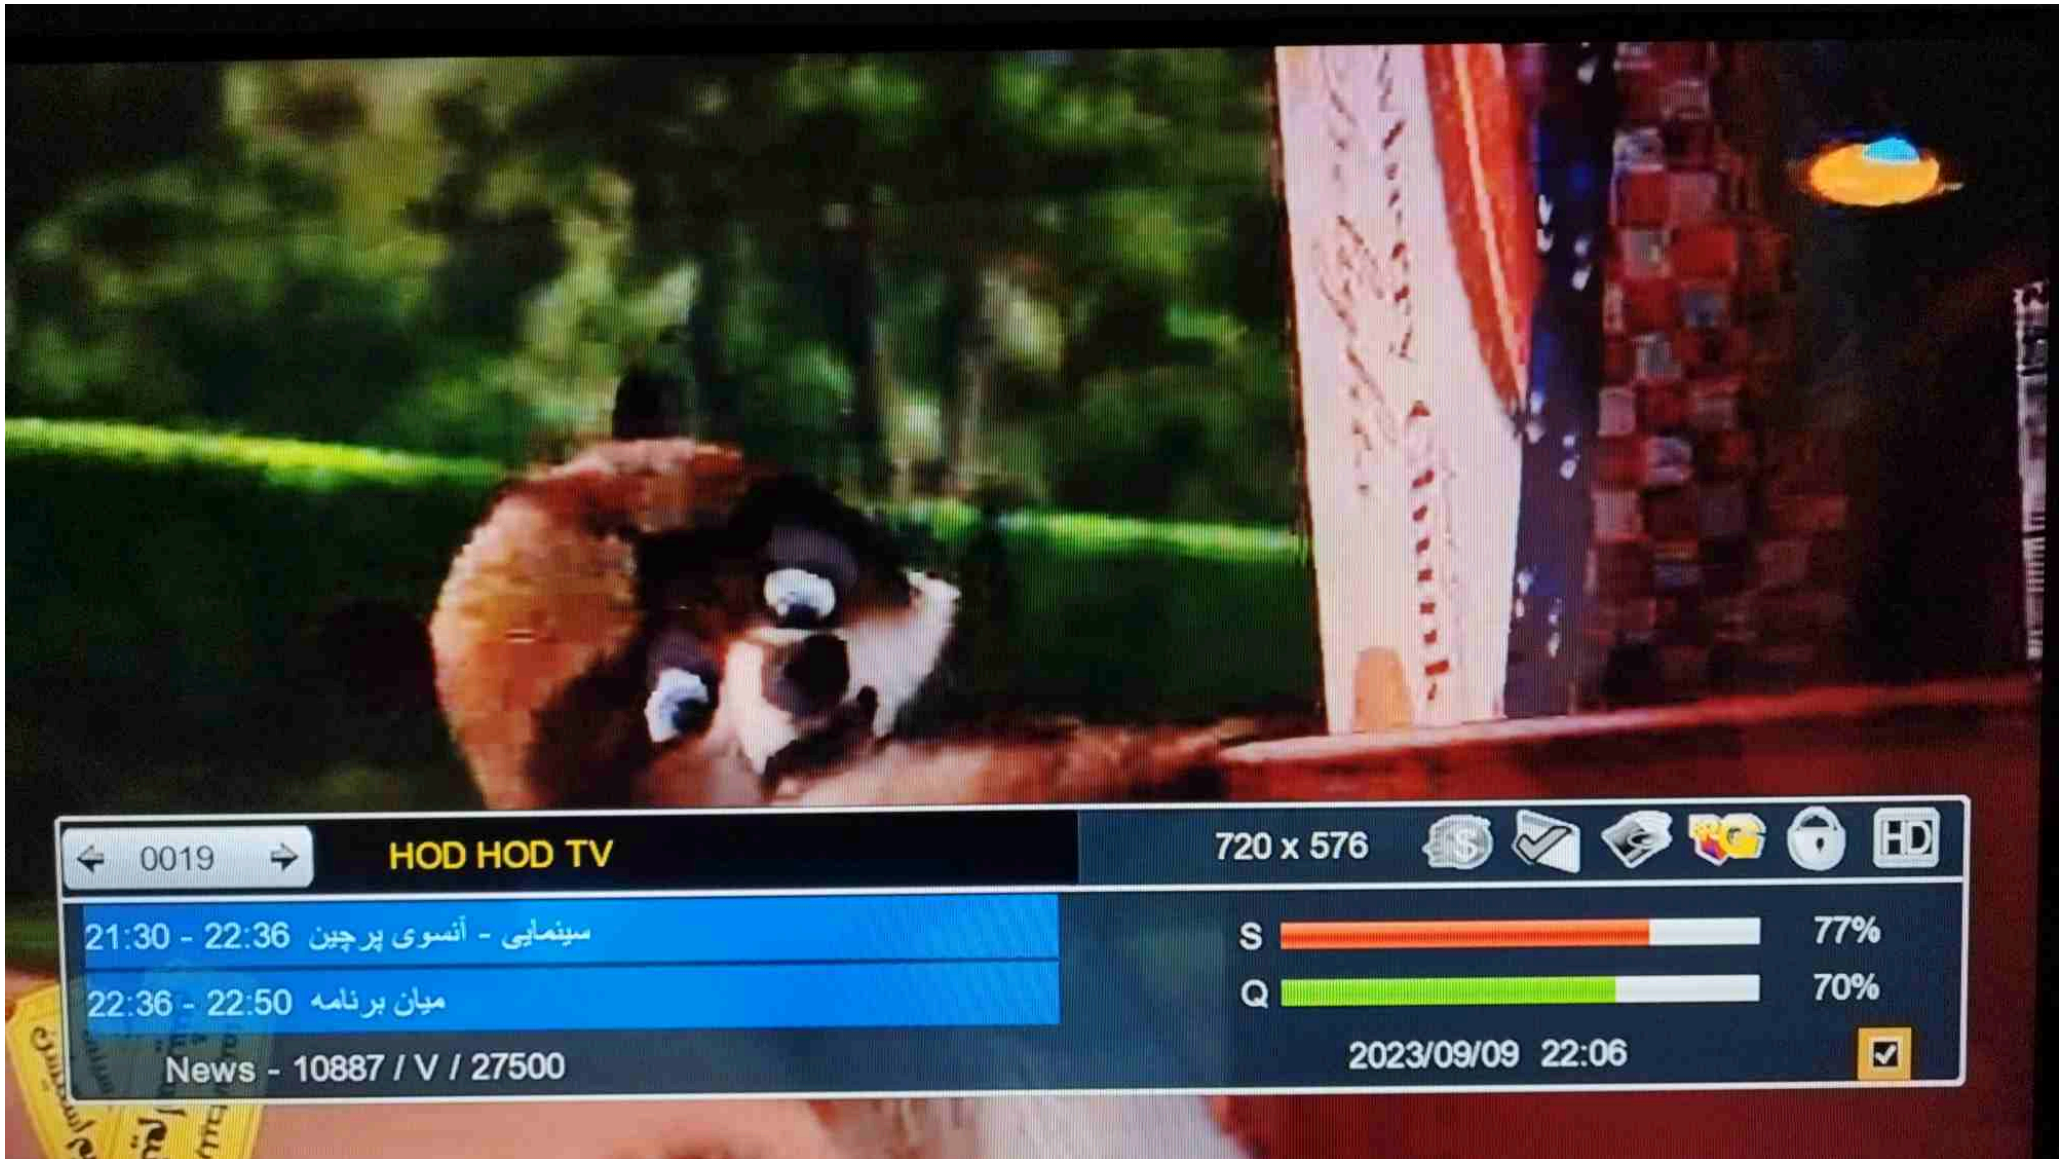 0019
HOD HOD TV
720 x 576
HD
21:30 - 22:36 سینمایی - آنسوی پرچین
S 77%
22:36 - 22:50 میان برنامه
Q 70%
News - 10887 / V / 27500
2023/09/09 22:06